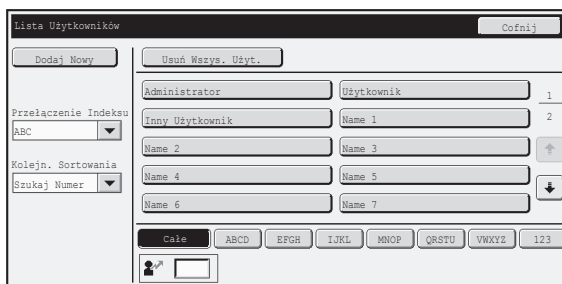 Lista Użytkowników Cofnij
Dodaj Nowy Usuń Wszys. Użyt.
Administrator Użytkownik 1
Przełączenie Indeksu
Inny Użytkownik Name 1 2
ABC
Name 2 Name 3
Kolejn. Sortowania
Name 4 Name 5
Szukaj Numer
Name 6 Name 7
Całe ABCD EFGH IJKL MNOP QRSTU VWXYZ 123